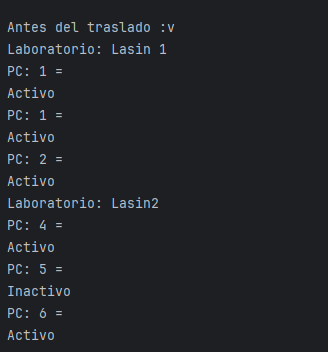 Antes del traslado :v
Laboratorio: Lasin 1
PC: 1 =
Activo
PC: 1 =
Activo
PC: 2 =
Activo
Laboratorio: Lasin2
PC: 4 =
Activo
PC: 5 =
Inactivo
PC: 6 =
Activo